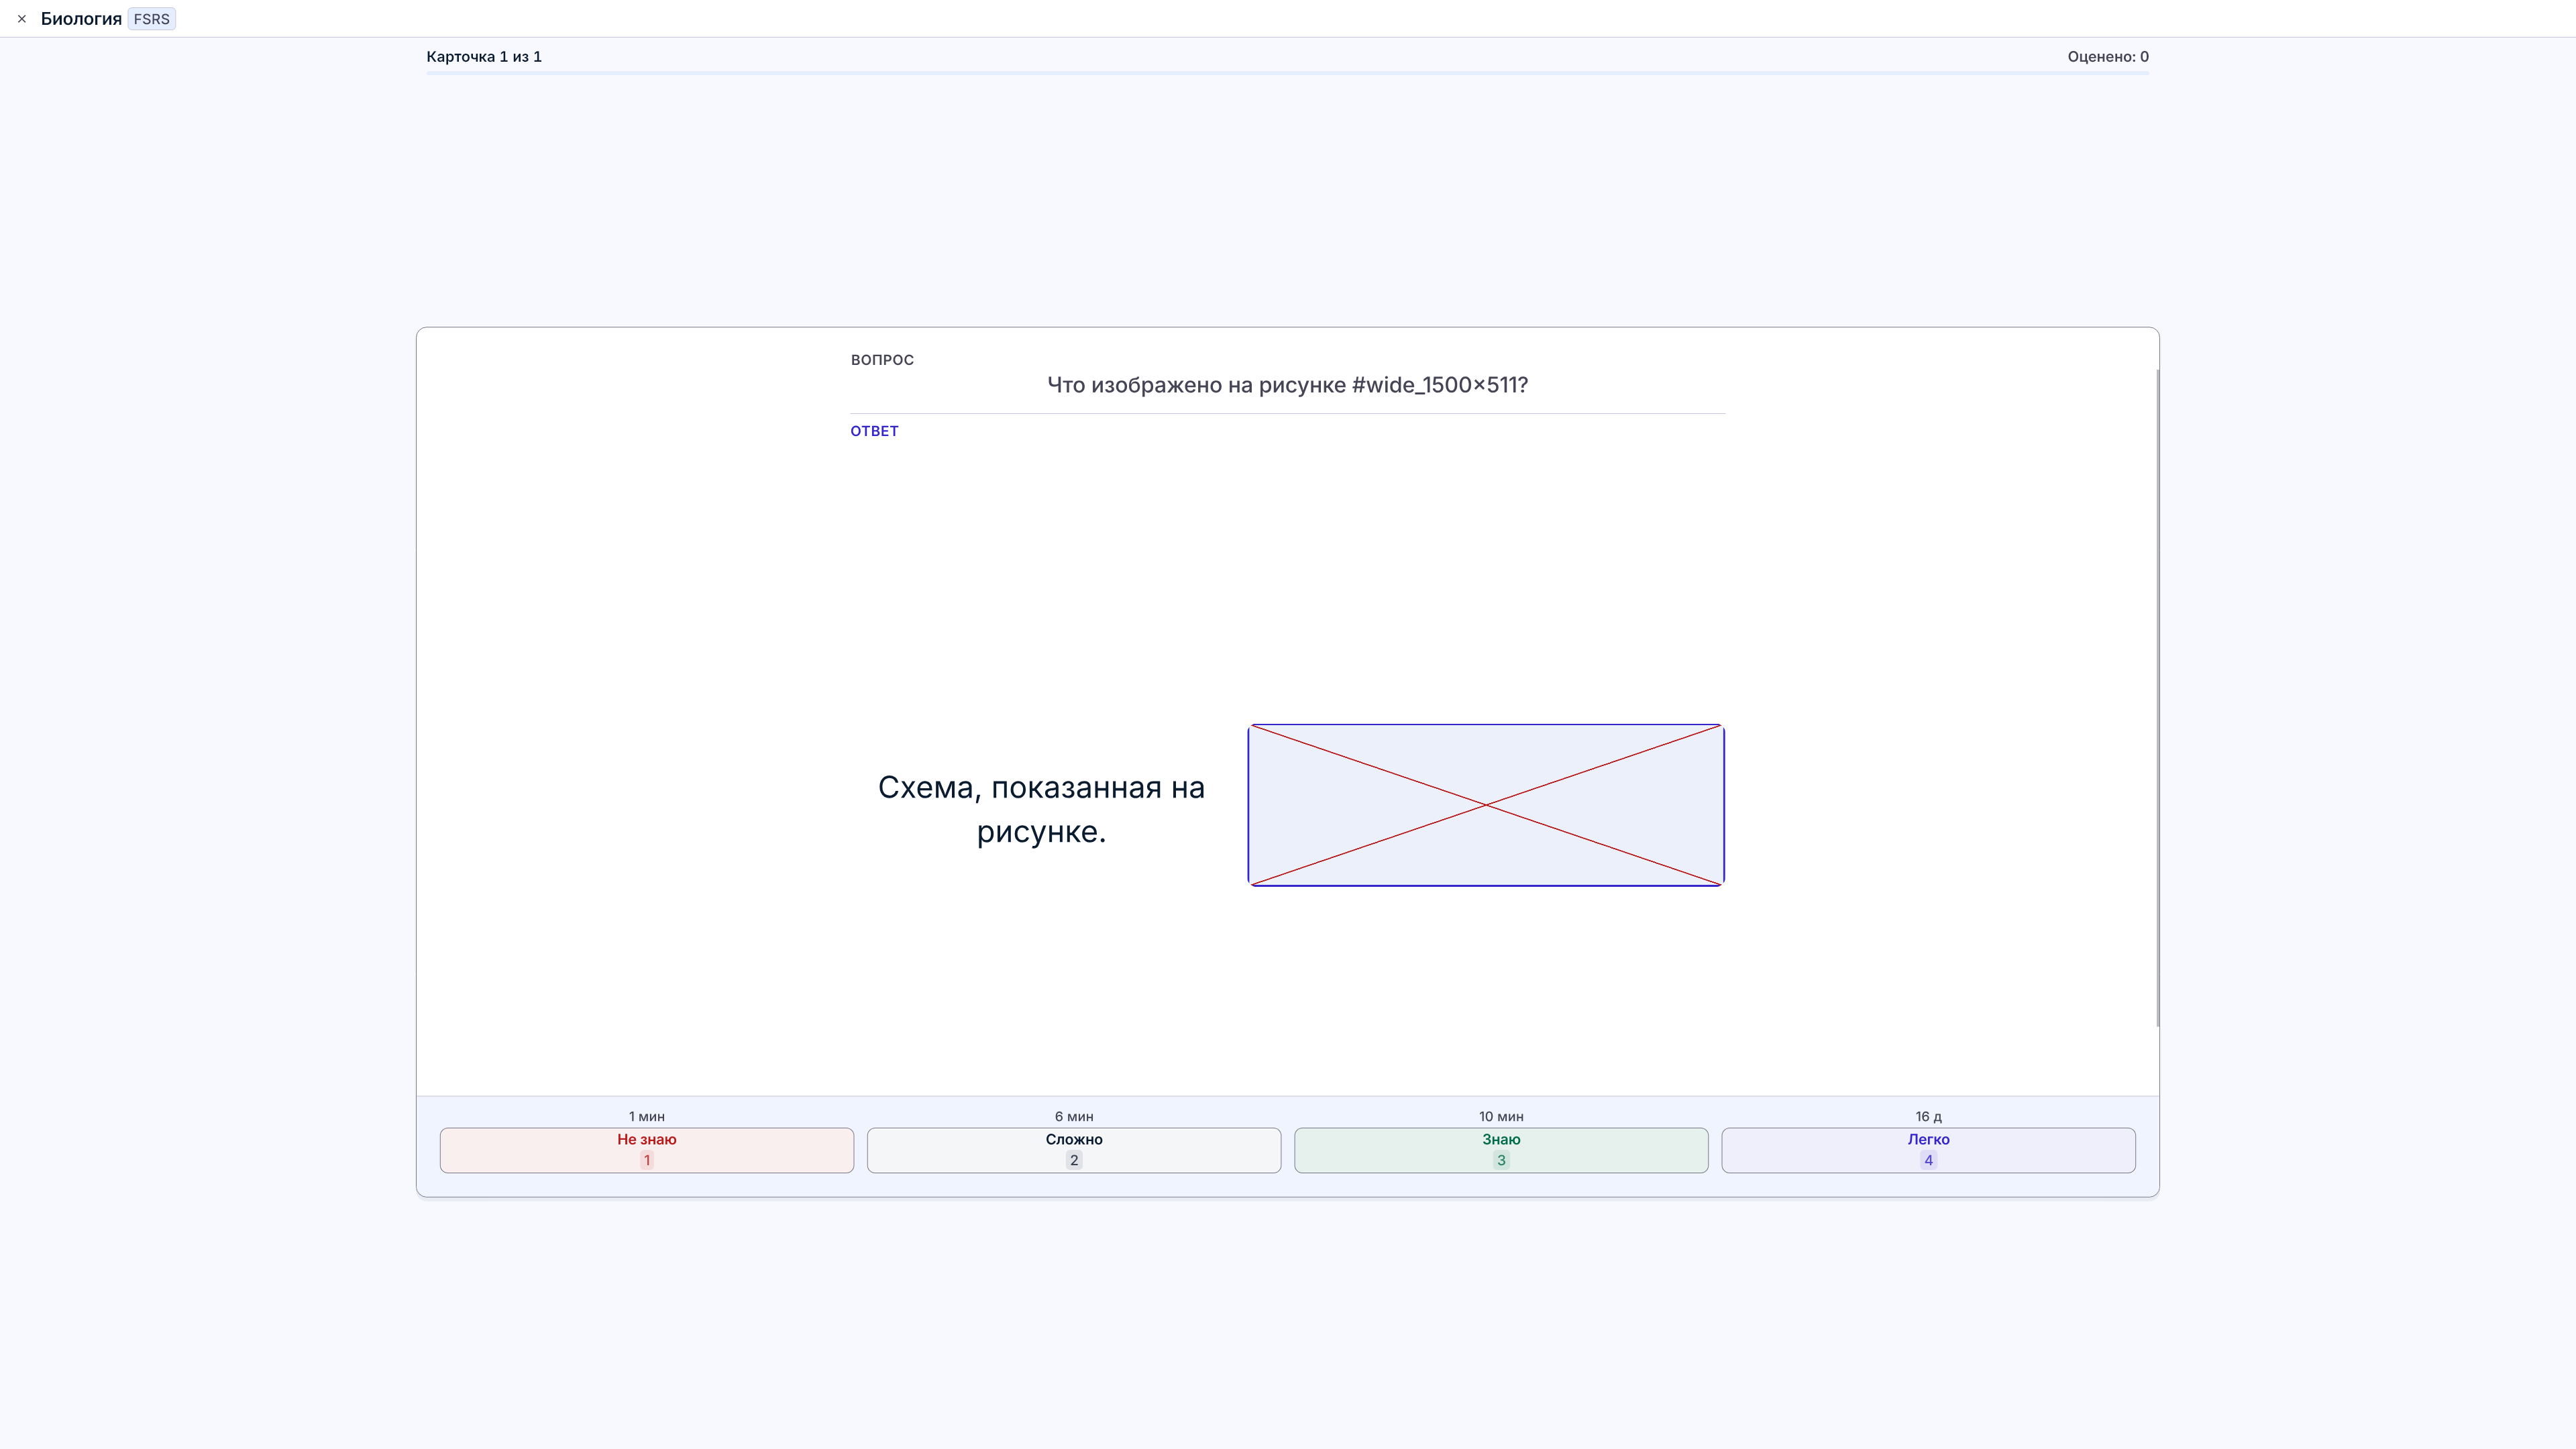 × Биология FSRS
Карточка 1 из 1
Оценено: 0
ВОПРОС
Что изображено на рисунке #wide_1500×511?
ОТВЕТ
Схема, показанная на
рисунке.
1 мин
Не знаю
1
6 мин
Сложно
2
10 мин
Знаю
3
16 д
Легко
4